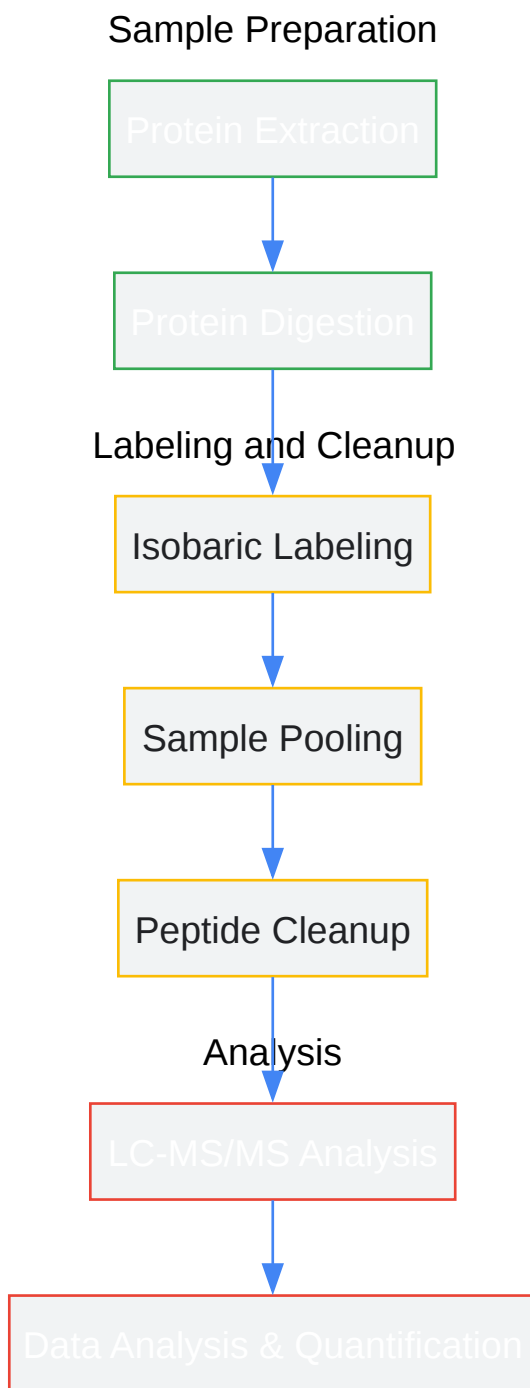 Sample Preparation
Protein Extraction
Protein Digestion
Labeling and Cleanup
Isobaric Labeling
Sample Pooling
Peptide Cleanup
Analysis
LC-MS/MS Analysis
Data Analysis & Quantification